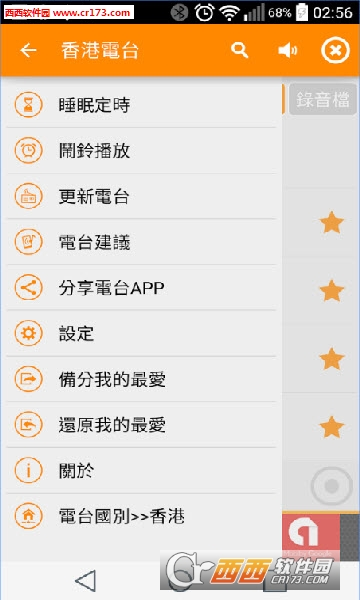 西西软件园 www.cr173.com
68% 02:56
香港電台
錄音檔
睡眠定時
鬧鈴播放
更新電台
電台建議
分享電台APP
設定
備分我的最愛
還原我的最愛
關於
電台國別>>香港
西西软件园
CR173.COM